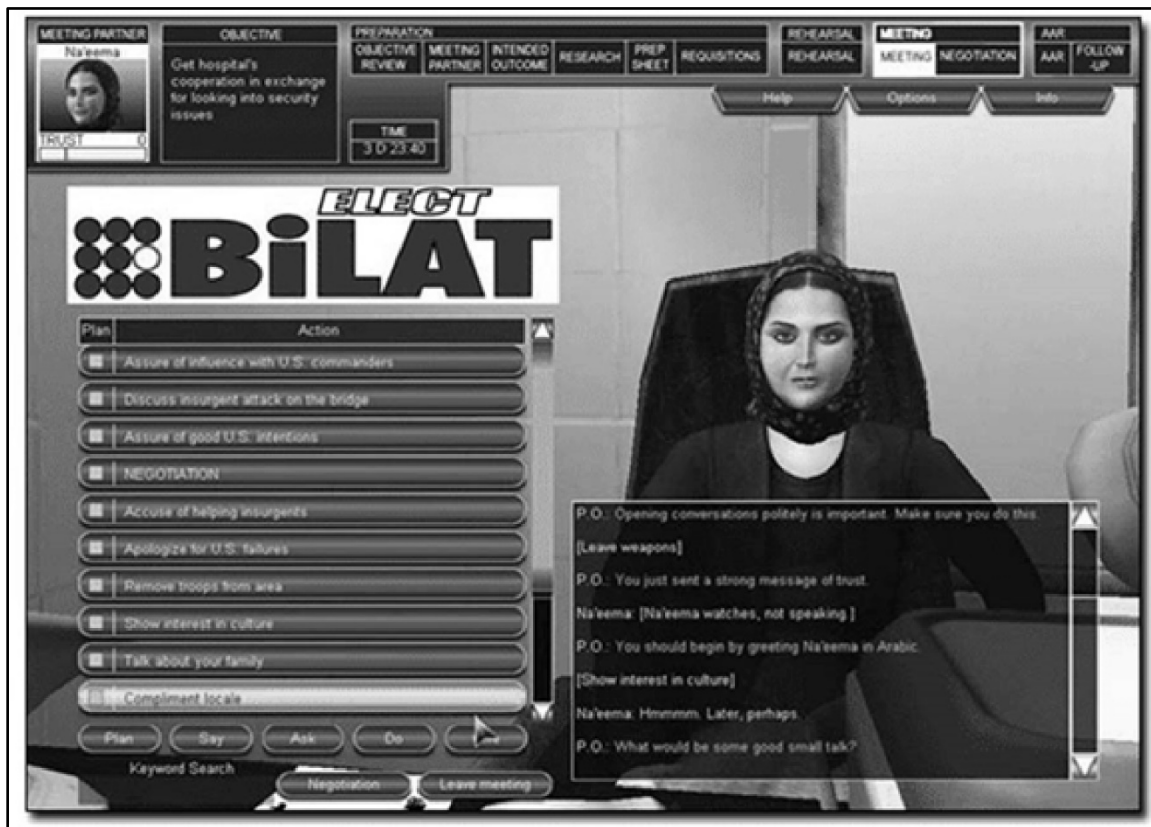 MEETING PARTNER
Na'eema
TRUST 0
OBJECTIVE
Get hospital's
cooperation in exchange
for looking into security
issues
PREPARATION
OBJECTIVE REVIEW
MEETING PARTNER
INTENDED OUTCOME
RESEARCH
PREP SHEET
REQUISITIONS
REHEARSAL
REHEARSAL
MEETING
MEETING
NEGOTIATION
AAR
AAR
FOLLOW-UP
TIME
3 D 23:40
Help
Options
Info
ELECT
BiLAT
Plan Action
Assure of influence with U.S. commanders
Discuss insurgent attack on the bridge
Assure of good U.S. intentions
NEGOTIATION
Accuse of helping insurgents
Apologize for U.S. failures
Remove troops from area
Show interest in culture
Talk about your family
Compliment locale
Plan Say Ask Do
Keyword Search
Negotiation Leave meeting
P.O.: Opening conversations politely is important. Make sure you do this.
[Leave weapons]
P.O.: You just sent a strong message of trust.
Na'eema: [Na'eema watches, not speaking.]
P.O.: You should begin by greeting Na'eema in Arabic.
[Show interest in culture]
Na'eema: Hmmmm. Later, perhaps.
P.O.: What would be some good small talk?